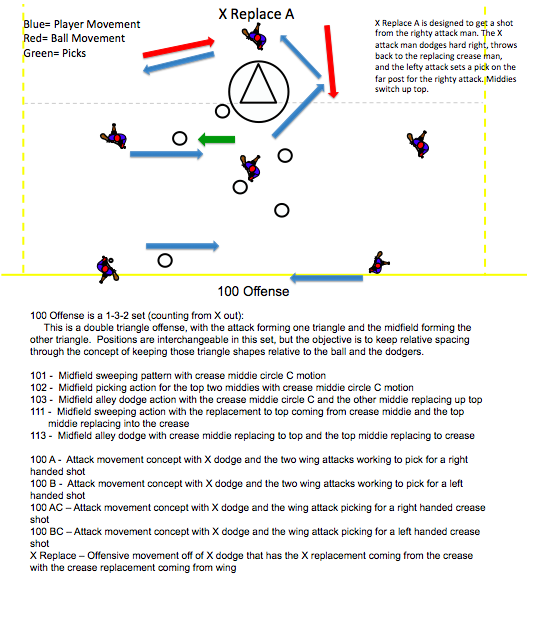 X Replace A
Blue= Player Movement
Red= Ball Movement
Green= Picks
X Replace A is designed to get a shot
from the righty attack man. The X
attack man dodges hard right, throws
back to the replacing crease man,
and the lefty attack sets a pick on the
far post for the righty attack. Middies
switch up top.
100 Offense
100 Offense is a 1-3-2 set (counting from X out):
This is a double triangle offense, with the attack forming one triangle and the midfield forming the
other triangle.  Positions are interchangeable in this set, but the objective is to keep relative spacing
through the concept of keeping those triangle shapes relative to the ball and the dodgers.
101 -  Midfield sweeping pattern with crease middie circle C motion
102 -  Midfield picking action for the top two middies with crease middie circle C motion
103 - Midfield alley dodge action with the crease middie circle C and the other middie replacing up top
111 -  Midfield sweeping action with the replacement to top coming from crease middie and the top
middie replacing into the crease
113 -  Midfield alley dodge with crease middie replacing to top and the top middie replacing to crease
100 A -  Attack movement concept with X dodge and the two wing attacks working to pick for a right
handed shot
100 B -  Attack movement concept with X dodge and the two wing attacks working to pick for a left
handed shot
100 AC – Attack movement concept with X dodge and the wing attack picking for a right handed crease
shot
100 BC – Attack movement concept with X dodge and the wing attack picking for a left handed crease
shot
X Replace – Offensive movement off of X dodge that has the X replacement coming from the crease
with the crease replacement coming from wing